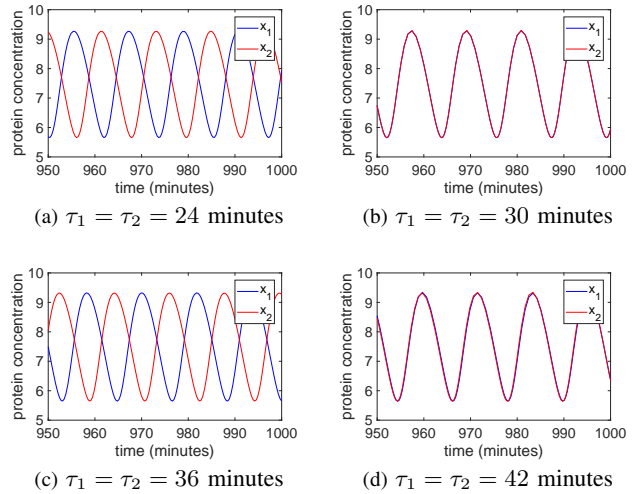 protein concentration
10
9
8
7
6
5
950 960 970 980 990 1000
time (minutes)
x1
x2
(a) τ1 = τ2 = 24 minutes
protein concentration
10
9
8
7
6
5
950 960 970 980 990 1000
time (minutes)
x1
x2
(b) τ1 = τ2 = 30 minutes
protein concentration
10
9
8
7
6
5
950 960 970 980 990 1000
time (minutes)
x1
x2
(c) τ1 = τ2 = 36 minutes
protein concentration
10
9
8
7
6
5
950 960 970 980 990 1000
time (minutes)
x1
x2
(d) τ1 = τ2 = 42 minutes